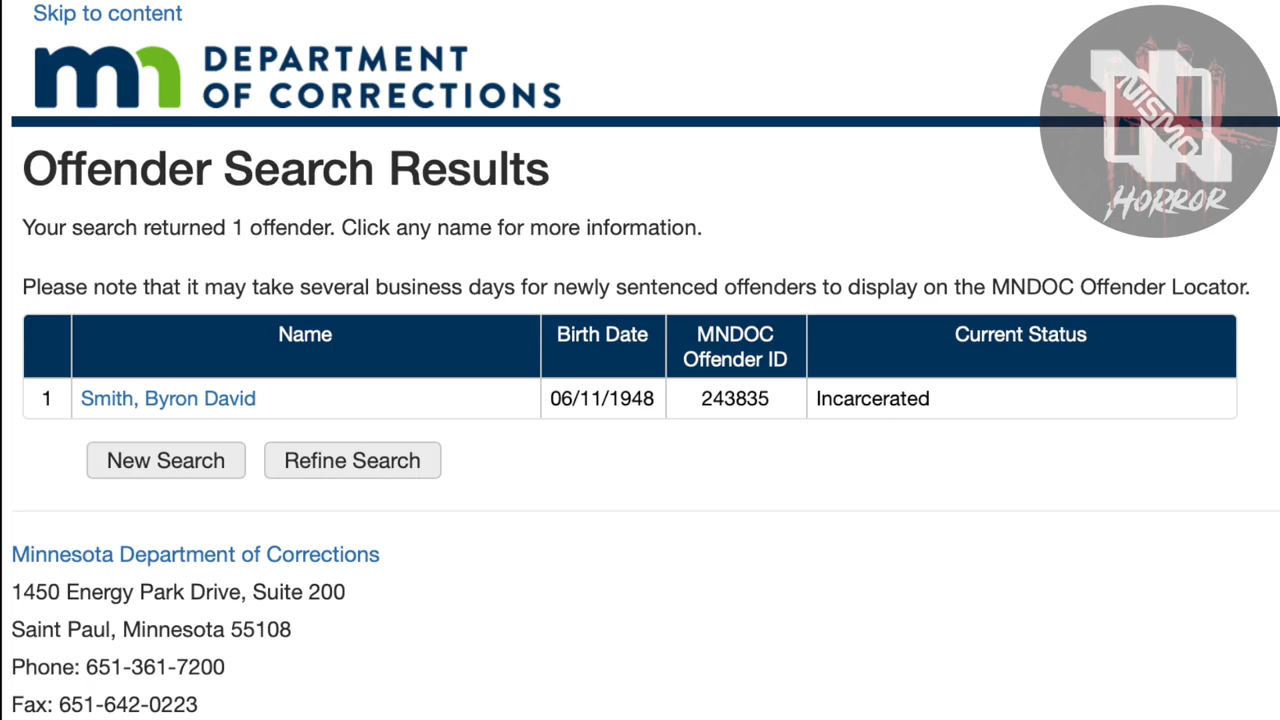 Skip to content
mn DEPARTMENT
OF CORRECTIONS
NISMO
HORROR
Offender Search Results
Your search returned 1 offender. Click any name for more information.
Please note that it may take several business days for newly sentenced offenders to display on the MNDOC Offender Locator.
Name Birth Date MNDOC Offender ID Current Status
1 Smith, Byron David 06/11/1948 243835 Incarcerated
New Search Refine Search
Minnesota Department of Corrections
1450 Energy Park Drive, Suite 200
Saint Paul, Minnesota 55108
Phone: 651-361-7200
Fax: 651-642-0223